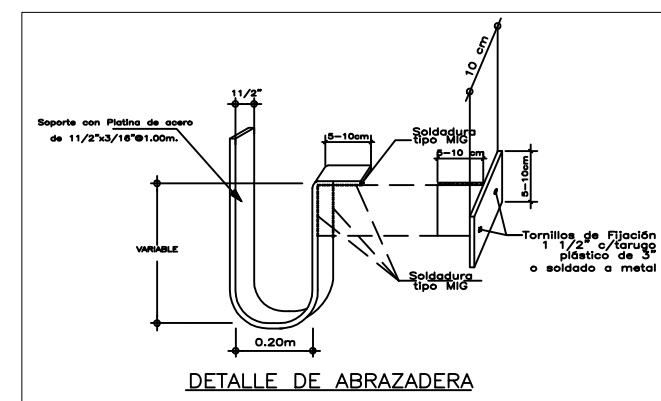 10 cm
11/2"
Soporte con Platina de acero
de 11/2"x3/16"@1.00m.
5-10cm
Soldadura
tipo MIG
5-10 cm
5-10cm
VARIABLE
Tornillos de Fijación
1 1/2" c/tarugo
plástico de 3"
o soldado a metal
Soldadura
tipo MIG
0.20m
DETALLE DE ABRAZADERA